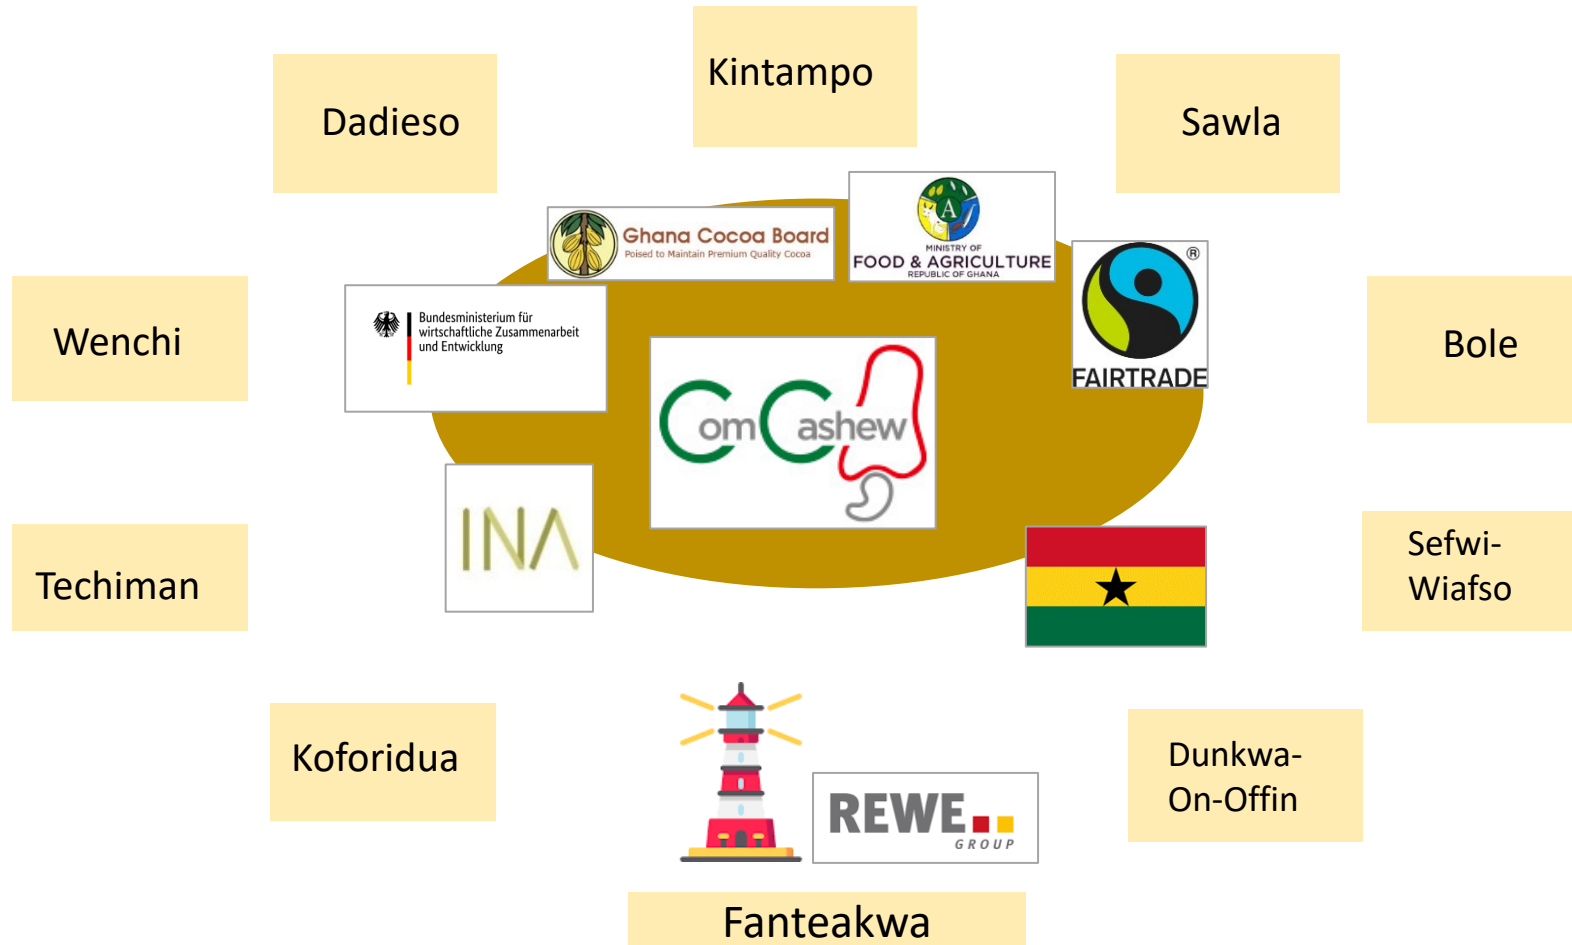 Kintampo
Dadieso
Sawla
Ghana Cocoa Board
Poised to Maintain Premium Quality Cocoa
A
MINISTRY OF
FOOD & AGRICULTURE
REPUBLIC OF GHANA
®
FAIRTRADE
Wenchi
Bundesministerium für
wirtschaftliche Zusammenarbeit
und Entwicklung
Bole
ComCashew
INA
Techiman
Sefwi-
Wiafso
Koforidua
REWE
GROUP
Dunkwa-
On-Offin
Fanteakwa